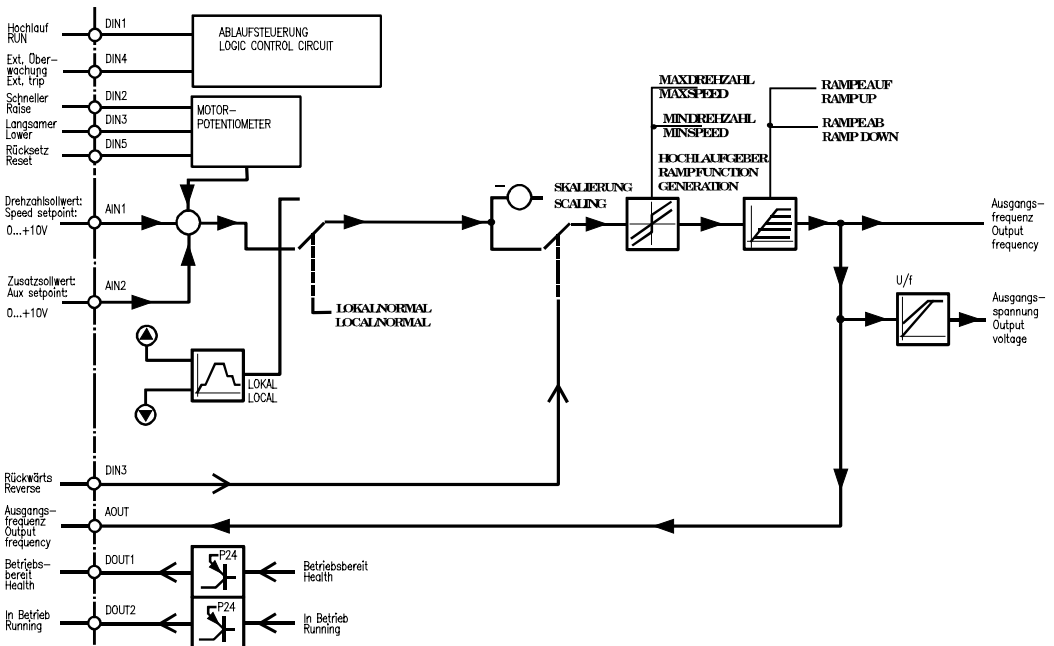 Hochlauf
RUN
DIN1
ABLAUFSTEUERUNG
LOGIC CONTROL CIRCUIT
Ext. Über-
wachung
Ext. trip
DIN4
Schneller
Raise
DIN2
MOTOR-
POTENTIOMETER
Langsamer
Lower
DIN3
Rücksetz
Reset
DIN5
MAXDREHZAHL
MAXSPEED
MINDREHZAHL
MINSPEED
HOCHLAUFGEBER
RAMPFUNCTION
GENERATION
RAMPEAUF
RAMPUP
RAMPEAB
RAMP DOWN
Drehzahlsollwert:
Speed setpoint:
0...+10V
AIN1
–
SKALIERUNG
SCALING
Ausgangs-
frequenz
Output
frequency
Zusatzsollwert:
Aux setpoint:
0...+10V
AIN2
LOKALNORMAL
LOCALNORMAL
U/f
Ausgangs-
spannung
Output
voltage
LOKAL
LOCAL
Rückwärts
Reverse
DIN3
Ausgangs-
frequenz
Output
frequency
AOUT
Betriebs-
bereit
Health
DOUT1
P24
Betriebsbereit
Health
In Betrieb
Running
DOUT2
P24
In Betrieb
Running